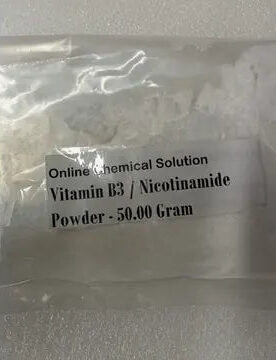 Online Chemical Solution
Vitamin B3 / Nicotinamide
Powder - 50.00 Gram